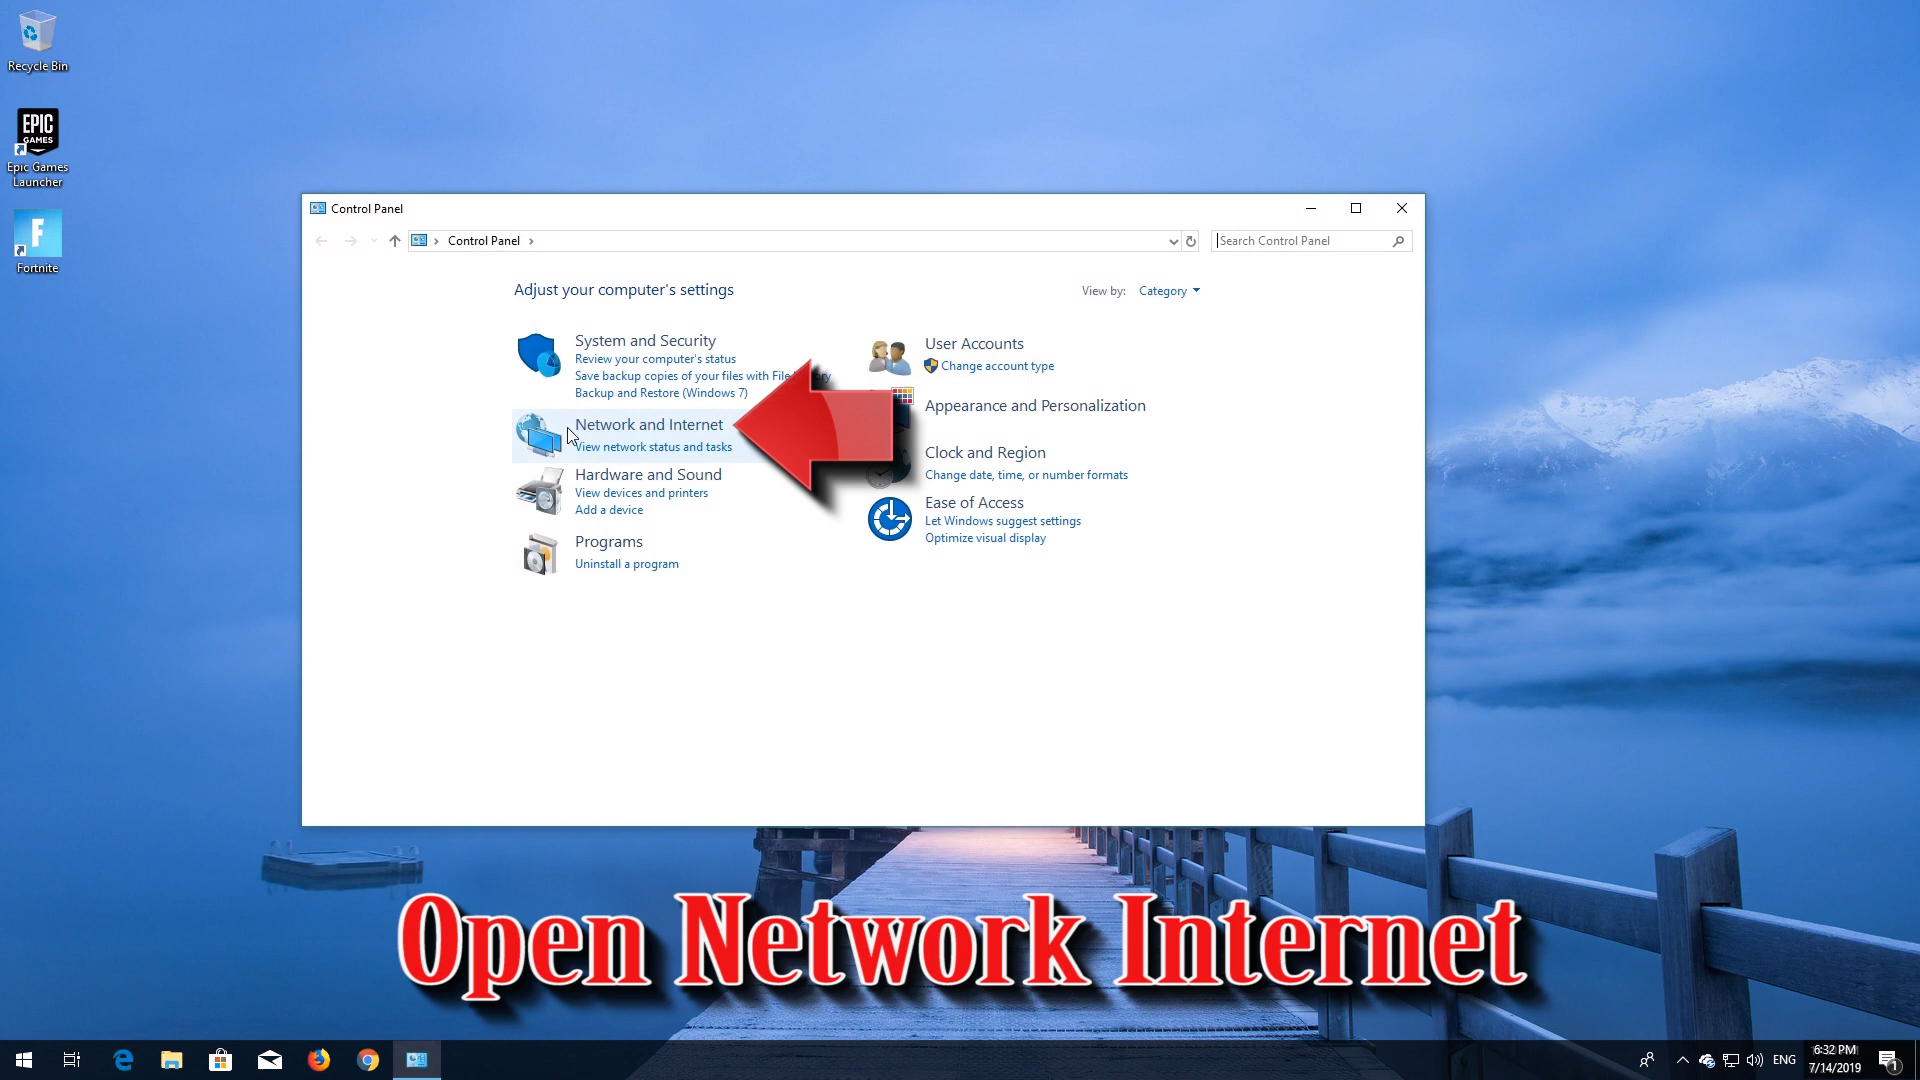 Recycle Bin
EPIC
GAMES
Epic Games
Launcher
F
Fortnite
Control Panel
Control Panel
Search Control Panel
Adjust your computer's settings
View by: Category
System and Security
Review your computer's status
Save backup copies of your files with File
Backup and Restore (Windows 7)
Network and Internet
View network status and tasks
Hardware and Sound
View devices and printers
Add a device
Programs
Uninstall a program
User Accounts
Change account type
Appearance and Personalization
Clock and Region
Change date, time, or number formats
Ease of Access
Let Windows suggest settings
Optimize visual display
Open Network Internet
ENG
6:32 PM
7/14/2019
1